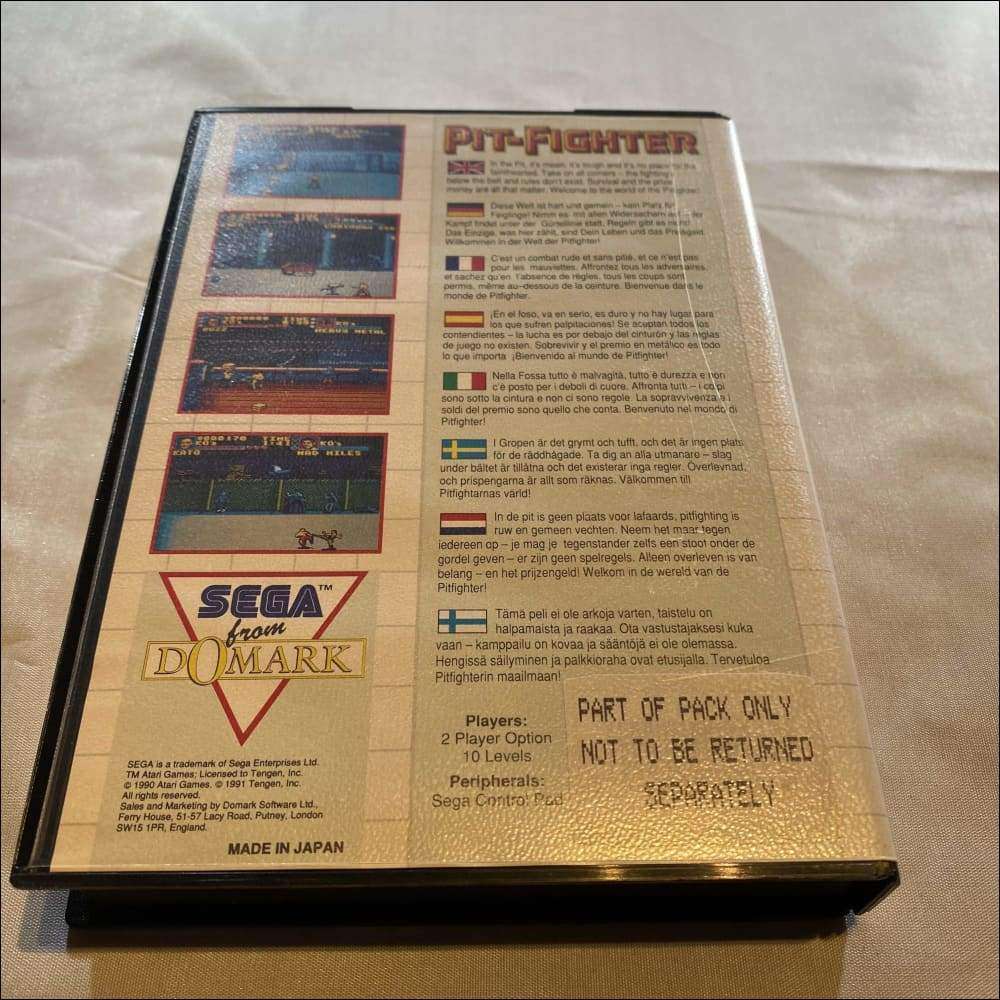 PIT-FIGHTER
In the Pit, it's mean, it's tough and it's no place for the
fainthearted. Take on all comers – the fighting
below the belt and rules don't exist. Survival and the prize
money are all that matter. Welcome to the world of the Pitfighter!
Diese Welt ist hart und gemein – kein Platz für
Feiglinge! Nimm es mit allen Widersachern auf – der
Kampf findet unter der Gürtellinie statt, Regeln gibt es nicht!
Das Einzige, was hier zählt, sind Dein Leben und das Preisgeld.
Willkommen in der Welt der Pitfighter!
C'est un combat rude et sans pitié, et ce n'est pas
pour les mauviettes. Affrontez tous les adversaires
et sachez qu'en l'absence de règles, tous les coups sont
permis, même au-dessous de la ceinture. Bienvenue dans le
monde de Pitfighter.
¡En el foso, va en serio, es duro y no hay lugar para
los que sufren palpitaciones! Se aceptan todos los
contendientes – la lucha es por debajo del cinturón y las reglas
de juego no existen. Sobrevivir y el premio en metálico es todo
lo que importa ¡Bienvenido al mundo de Pitfighter!
Nella Fossa tutto è malvagità, tutto è durezza e non
c'è posto per i deboli di cuore. Affronta tutti – i colpi
sono sotto la cintura e non ci sono regole La sopravvivenza e i
soldi del premio sono quello che conta. Benvenuto nel mondo di
Pitfighter!
I Gropen är det grymt och tufft, och det är ingen plats
för de räddhågade. Ta dig an alla utmanare – slag
under bältet är tillåtna och det existerar inga regler. Överlevnad,
och prispengarna är allt som räknas. Välkommen till
Pitfightarnas värld!
In de pit is geen plaats voor lafaards, pitfighting is
ruw en gemeen vechten. Neem het maar tegen
iedereen op – je mag je tegenstander zelfs een stoot onder de
gordel geven – er zijn geen spelregels. Alleen overleven is van
belang – en het prijzengeld! Welkom in de wereld van de
Pitfighter!
Tämä peli ei ole arkoja varten, taistelu on
halpamaista ja raakaa. Ota vastustajaksesi kuka
vaan – kamppailu on kovaa ja sääntöjä ei ole olemassa.
Hengissä säilyminen ja palkkioraha ovat etusijalla. Tervetuloa
Pitfighterin maailmaan!
TIME
KO's
HEAVY METAL
TIME
KO's KO's
KATO MAD MILES
SEGA™
from
DOMARK
SEGA is a trademark of Sega Enterprises Ltd.
TM Atari Games; Licensed to Tengen, Inc.
© 1990 Atari Games, © 1991 Tengen, Inc.
All rights reserved.
Sales and Marketing by Domark Software Ltd.,
Ferry House, 51-57 Lacy Road, Putney, London
SW15 1PR, England.
MADE IN JAPAN
Players:
2 Player Option
10 Levels
Peripherals:
Sega Control Pad
PART OF PACK ONLY
NOT TO BE RETURNED
SEPARATELY